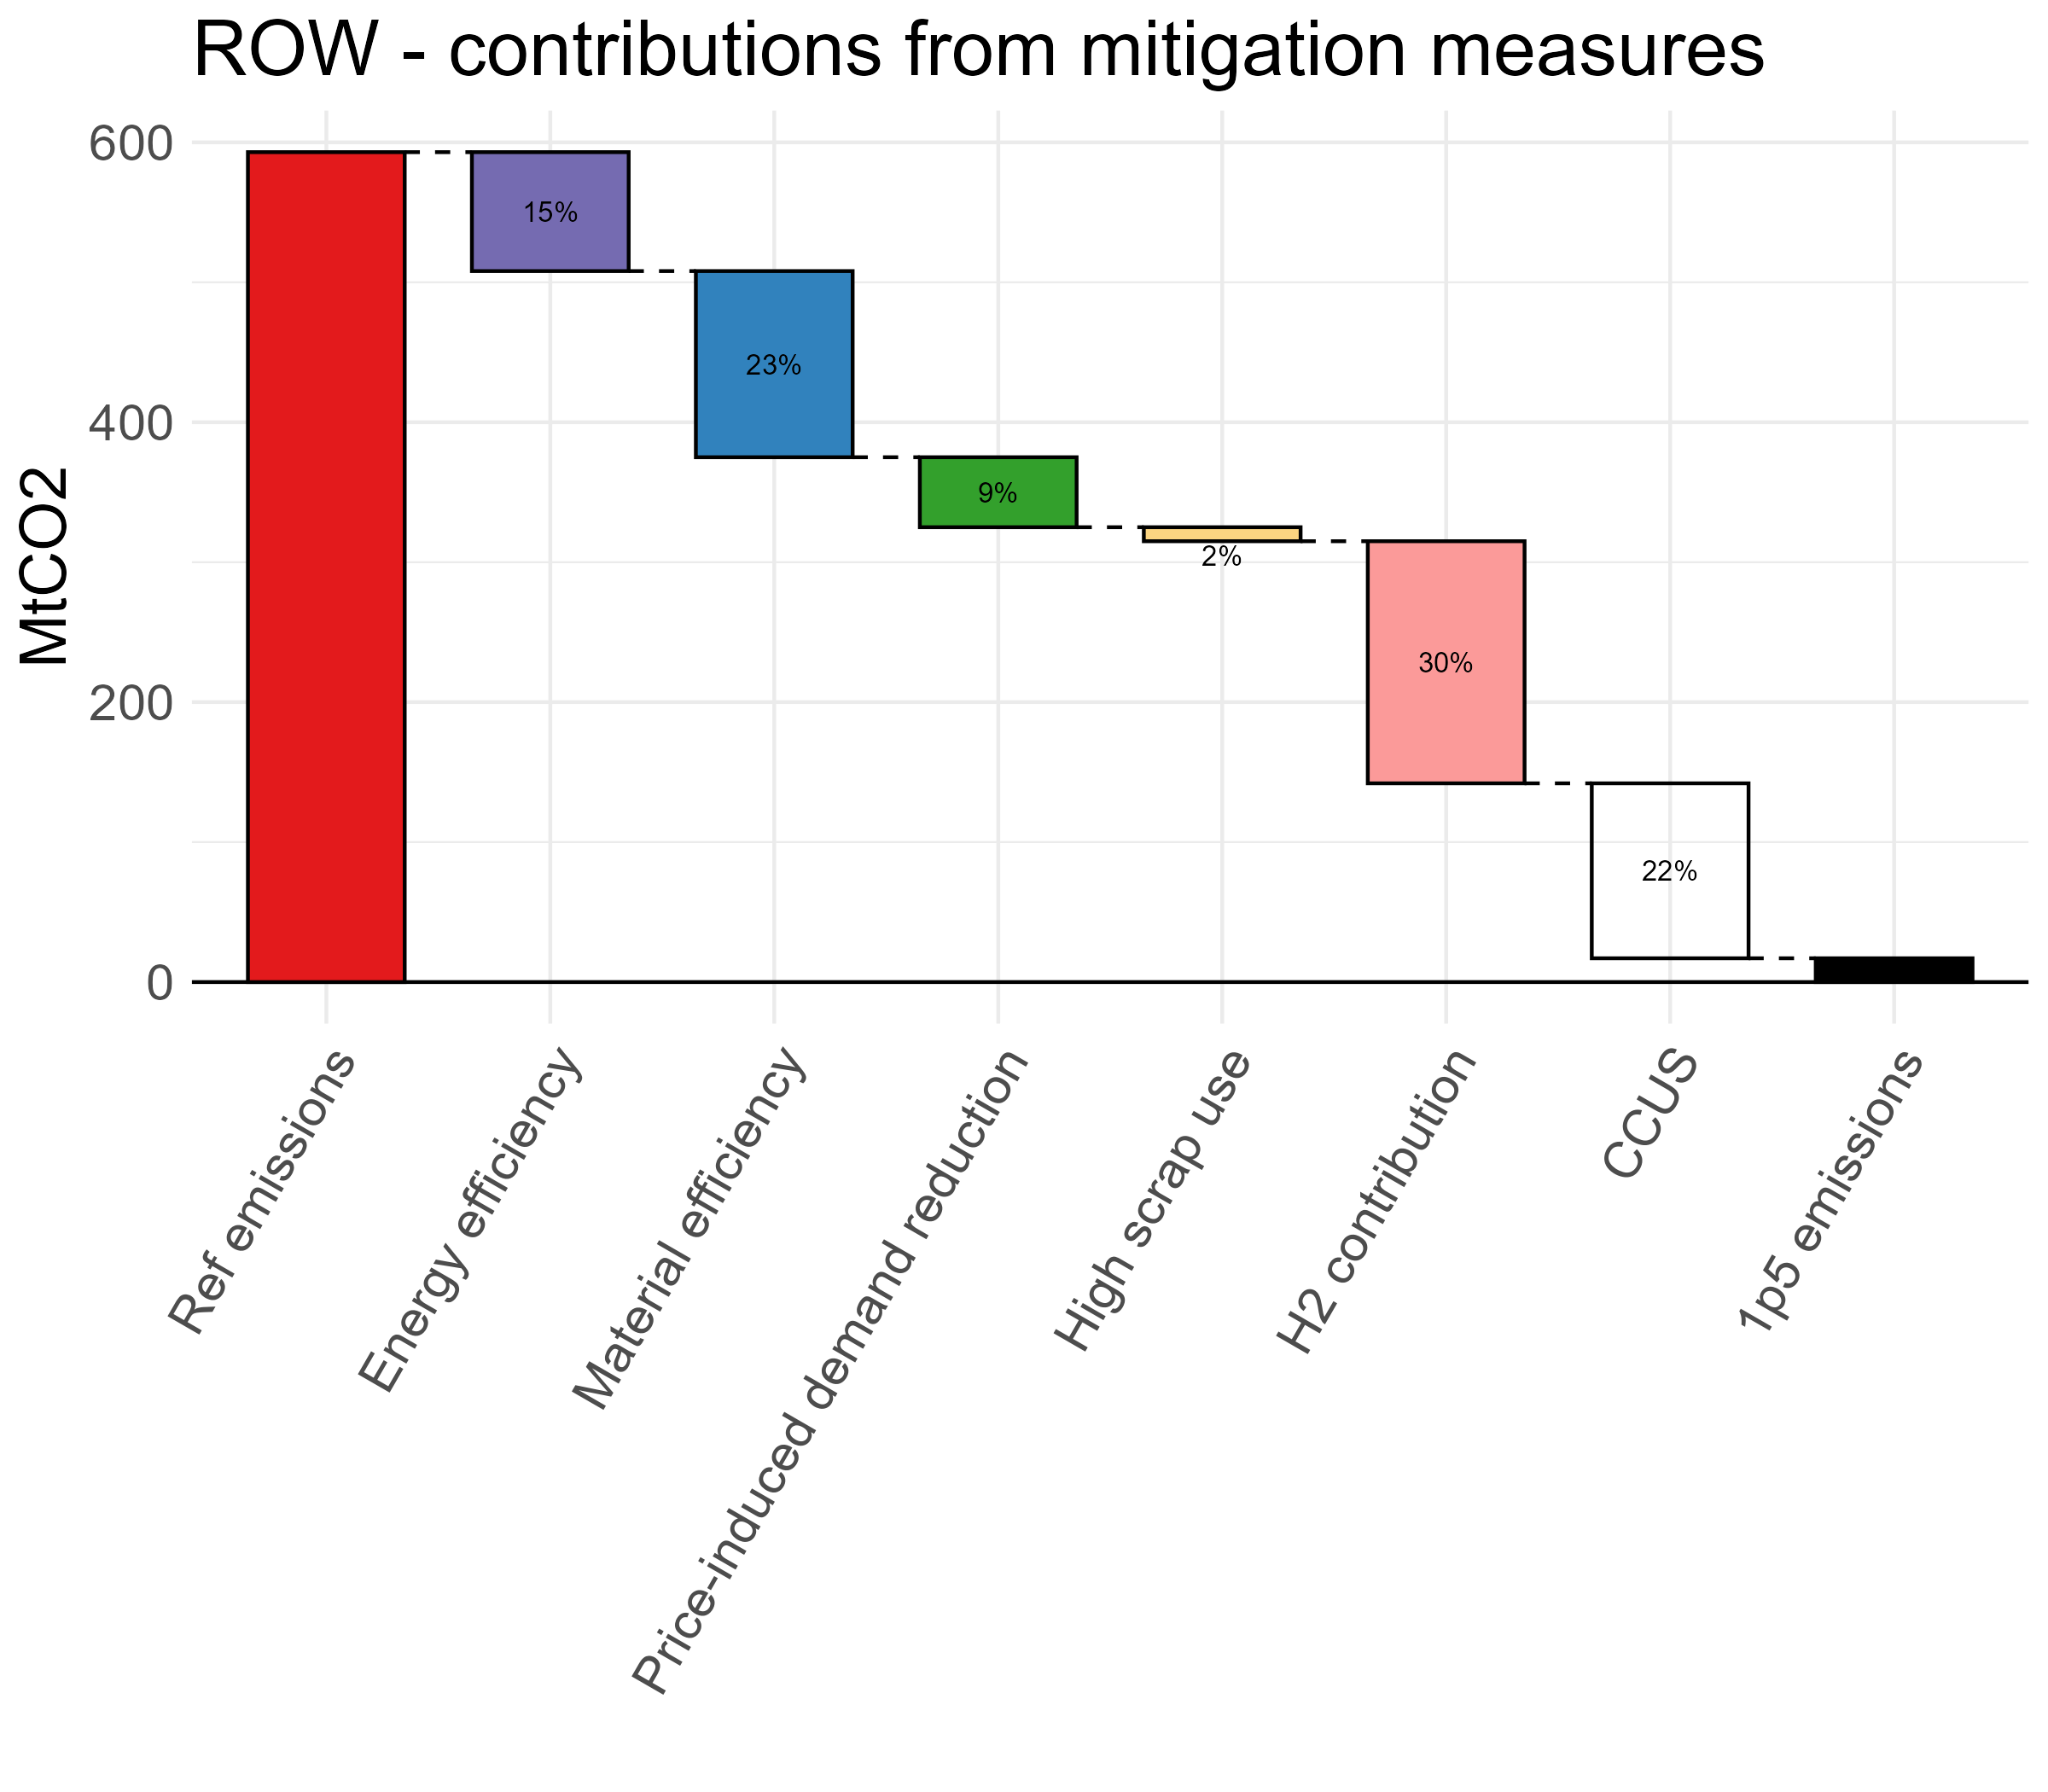 ROW - contributions from mitigation measures
MtCO2
600
400
200
0
15%
23%
9%
2%
30%
22%
Ref emissions
Energy efficiency
Material efficiency
Price-induced demand reduction
High scrap use
H2 contribution
CCUS
1p5 emissions